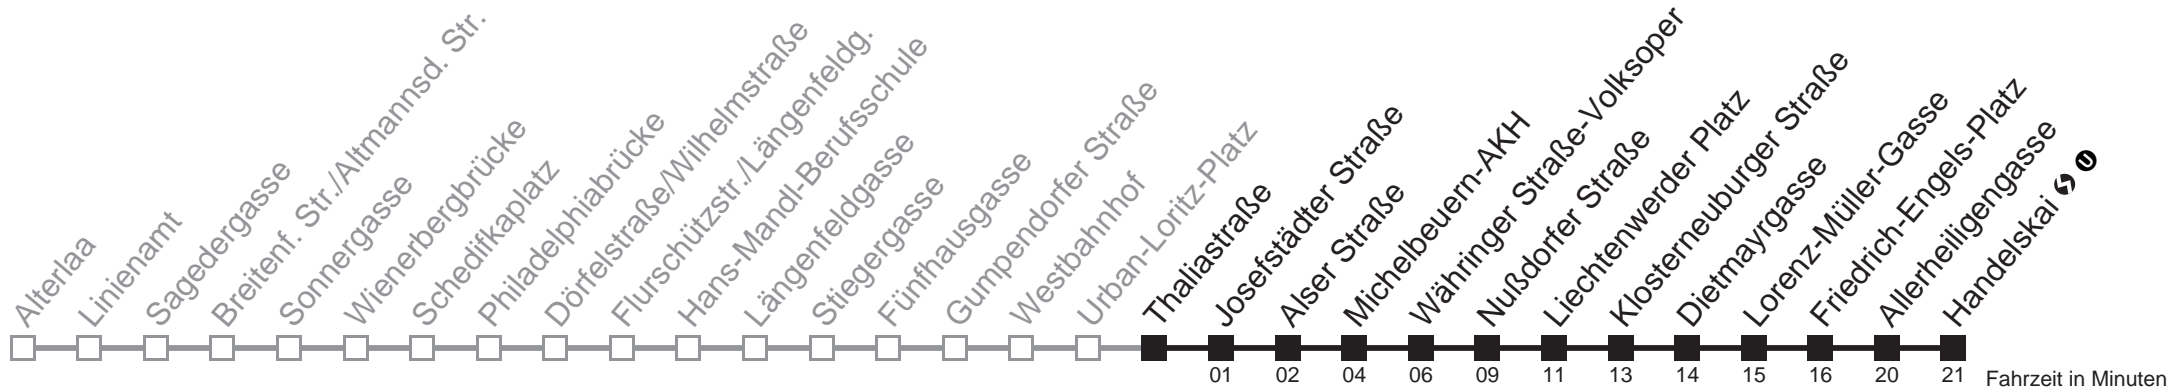 Alterlaa
Linienamt
Sagedergasse
Breitenf. Str./Altmannsd. Str.
Sonnergasse
Wienerbergbrücke
Schedifkaplatz
Philadelphiabrücke
Dörfelstraße/Wilhelmstraße
Flurschützstr./Längenfeldg.
Hans-Mandl-Berufsschule
Längenfeldgasse
Stiegergasse
Fünfhausgasse
Gumpendorfer Straße
Westbahnhof
Urban-Loritz-Platz
Thaliastraße
Josefstädter Straße
Alser Straße
Michelbeuern-AKH
Währinger Straße-Volksoper
Nußdorfer Straße
Liechtenwerder Platz
Klosterneuburger Straße
Dietmayrgasse
Lorenz-Müller-Gasse
Friedrich-Engels-Platz
Allerheiligengasse
Handelskai U
01 02 04 06 09 11 13 14 15 16 20 21 Fahrzeit in Minuten